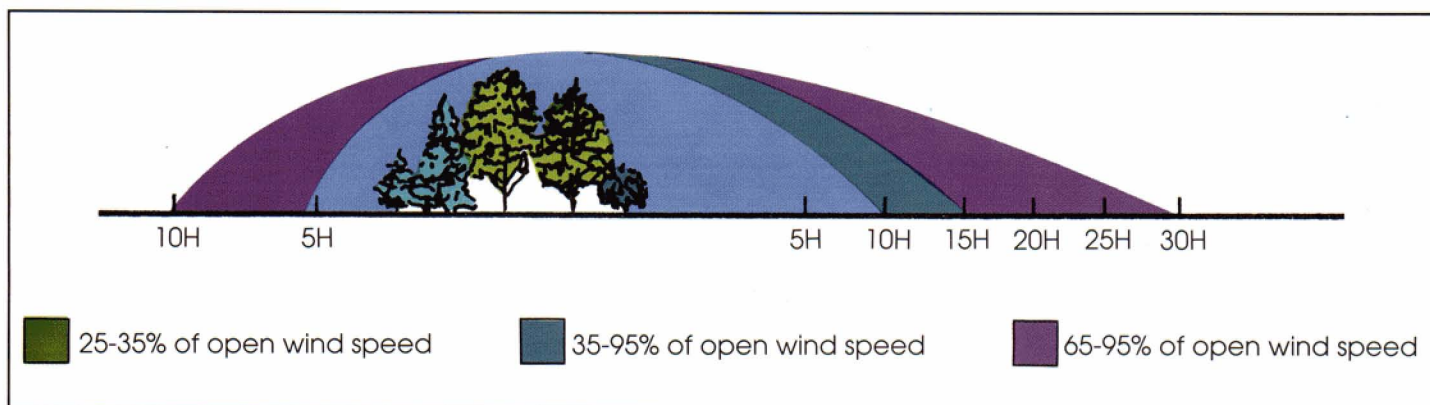 10H 5H 5H 10H 15H 20H 25H 30H
25-35% of open wind speed 35-95% of open wind speed 65-95% of open wind speed